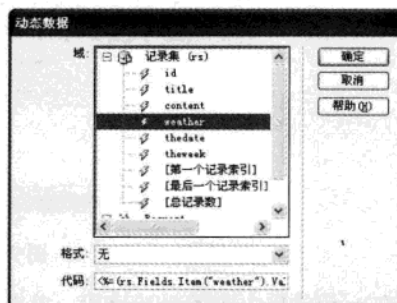 动态数据
域:
记录集 (rs)
id
title
content
weather
thedate
theweek
[第一个记录索引]
[最后一个记录索引]
[总记录数]
确定
取消
帮助(H)
格式: 无
代码: <%=(rs.Fields.Item("weather").Va